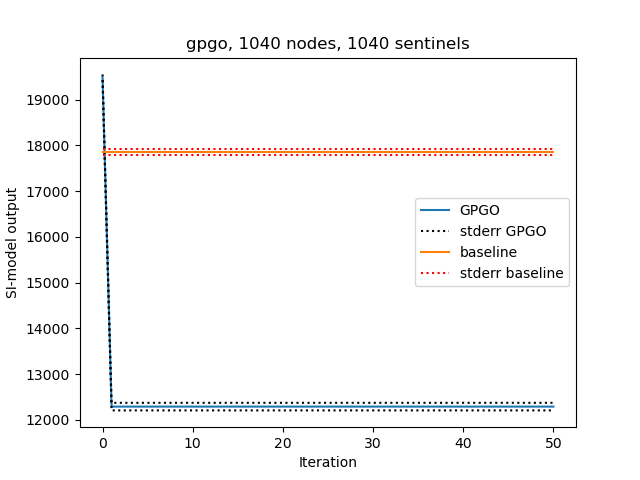 gpgo, 1040 nodes, 1040 sentinels
SI-model output
19000
18000
17000
16000
15000
14000
13000
12000
GPGO
stderr GPGO
baseline
stderr baseline
0 10 20 30 40 50
Iteration